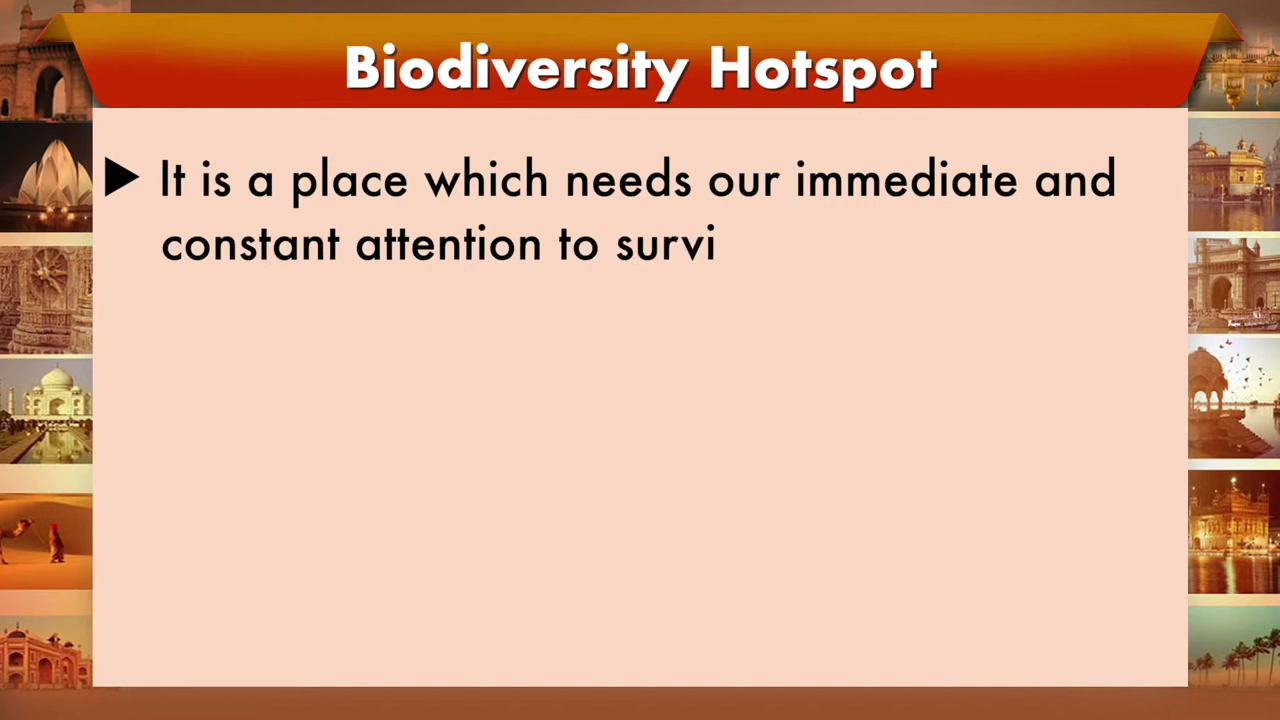 Biodiversity Hotspot
▶ It is a place which needs our immediate and
constant attention to survi